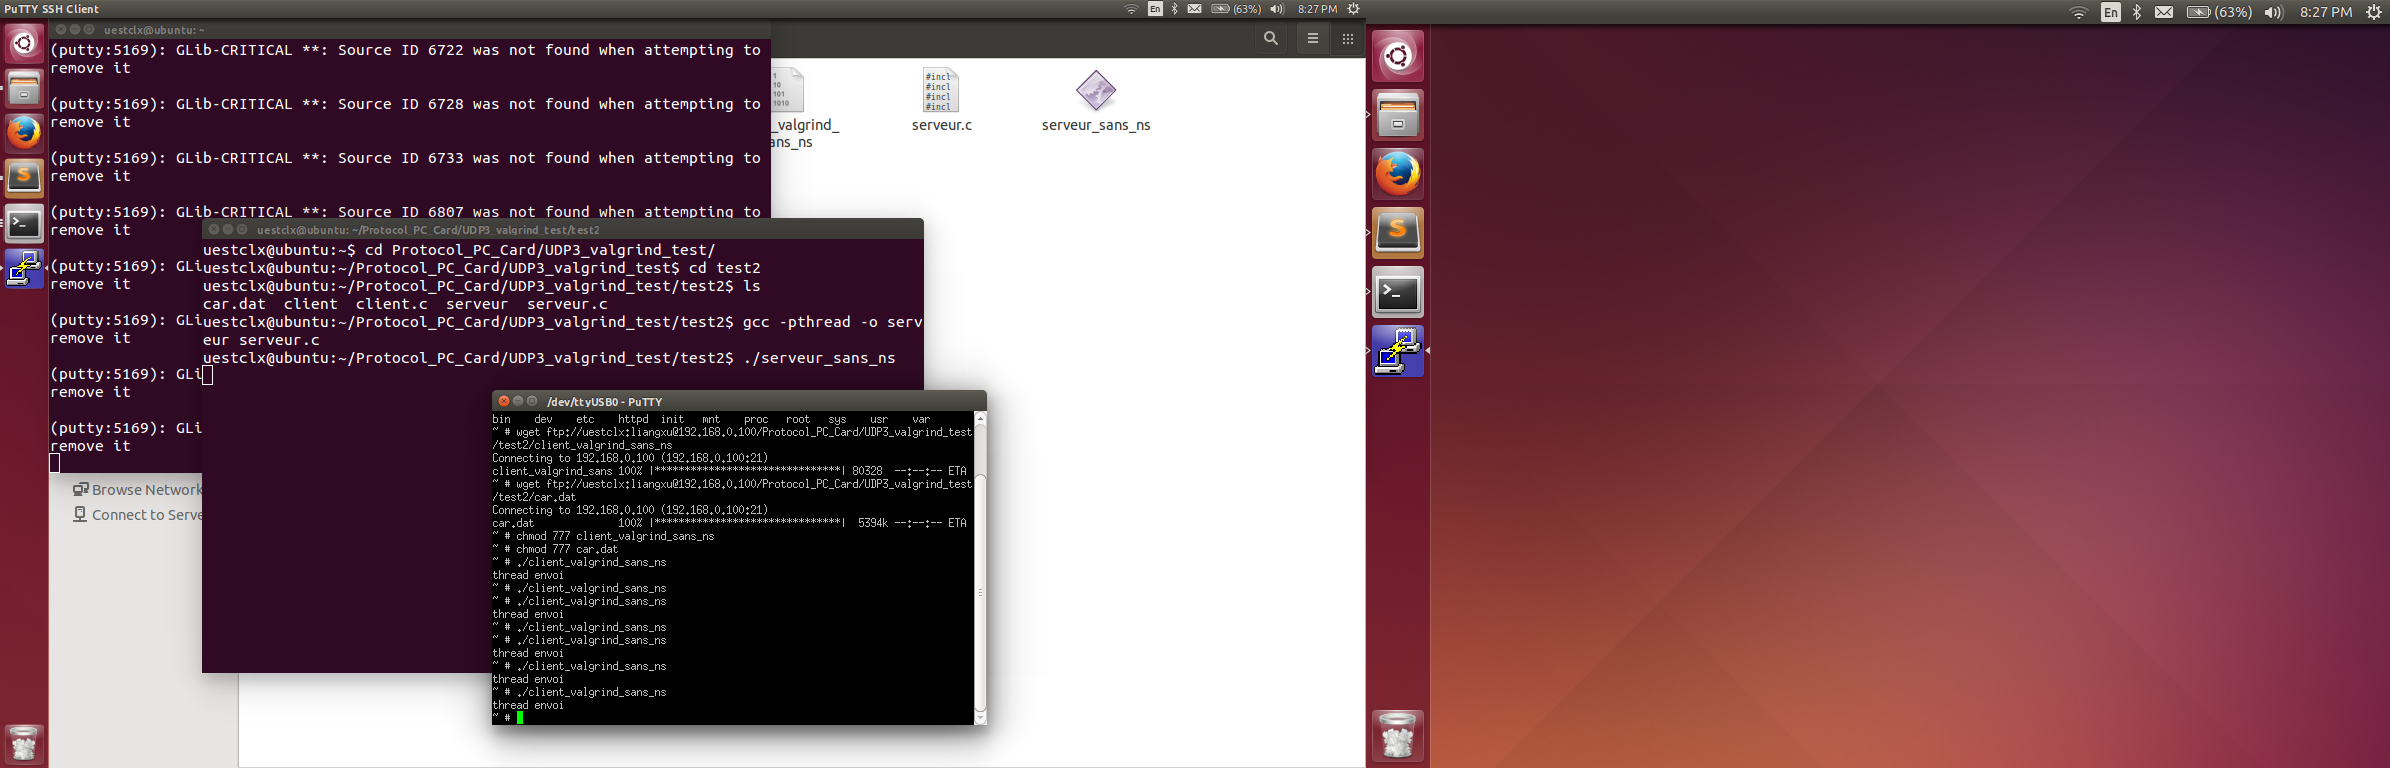 PuTTY SSH Client
En
(63%)
8:27 PM
En
(63%)
8:27 PM
uestclx@ubuntu: ~
(putty:5169): GLib-CRITICAL **: Source ID 6722 was not found when attempting to
remove it
(putty:5169): GLib-CRITICAL **: Source ID 6728 was not found when attempting to
remove it
(putty:5169): GLib-CRITICAL **: Source ID 6733 was not found when attempting to
remove it
(putty:5169): GLib-CRITICAL **: Source ID 6807 was not found when attempting to
remove it
(putty:5169): GLi
remove it
(putty:5169): GLi
remove it
(putty:5169): GLi
remove it
(putty:5169): GLi
remove it
_valgrind_
ans_ns
#incl
#incl
#incl
#incl
serveur.c
serveur_sans_ns
1
10
101
1010
Browse Network
Connect to Serve
uestclx@ubuntu: ~/Protocol_PC_Card/UDP3_valgrind_test/test2
uestclx@ubuntu:~$ cd Protocol_PC_Card/UDP3_valgrind_test/
uestclx@ubuntu:~/Protocol_PC_Card/UDP3_valgrind_test$ cd test2
uestclx@ubuntu:~/Protocol_PC_Card/UDP3_valgrind_test/test2$ ls
car.dat  client  client.c  serveur  serveur.c
uestclx@ubuntu:~/Protocol_PC_Card/UDP3_valgrind_test/test2$ gcc -pthread -o serv
eur serveur.c
uestclx@ubuntu:~/Protocol_PC_Card/UDP3_valgrind_test/test2$ ./serveur_sans_ns
/dev/ttyUSB0 - PuTTY
bin    dev    etc    httpd  init   mnt    proc   root   sys    usr    var
~ # wget ftp://uestclx:liangxu@192.168.0.100/Protocol_PC_Card/UDP3_valgrind_test
/test2/client_valgrind_sans_ns
Connecting to 192.168.0.100 (192.168.0.100:21)
client_valgrind_sans 100% |*******************************| 80328  --:--:-- ETA
~ # wget ftp://uestclx:liangxu@192.168.0.100/Protocol_PC_Card/UDP3_valgrind_test
/test2/car.dat
Connecting to 192.168.0.100 (192.168.0.100:21)
car.dat              100% |*******************************|  5394k --:--:-- ETA
~ # chmod 777 client_valgrind_sans_ns
~ # chmod 777 car.dat
~ # ./client_valgrind_sans_ns
thread envoi
~ # ./client_valgrind_sans_ns
~ # ./client_valgrind_sans_ns
thread envoi
~ # ./client_valgrind_sans_ns
~ # ./client_valgrind_sans_ns
thread envoi
~ # ./client_valgrind_sans_ns
thread envoi
~ # ./client_valgrind_sans_ns
thread envoi
~ #